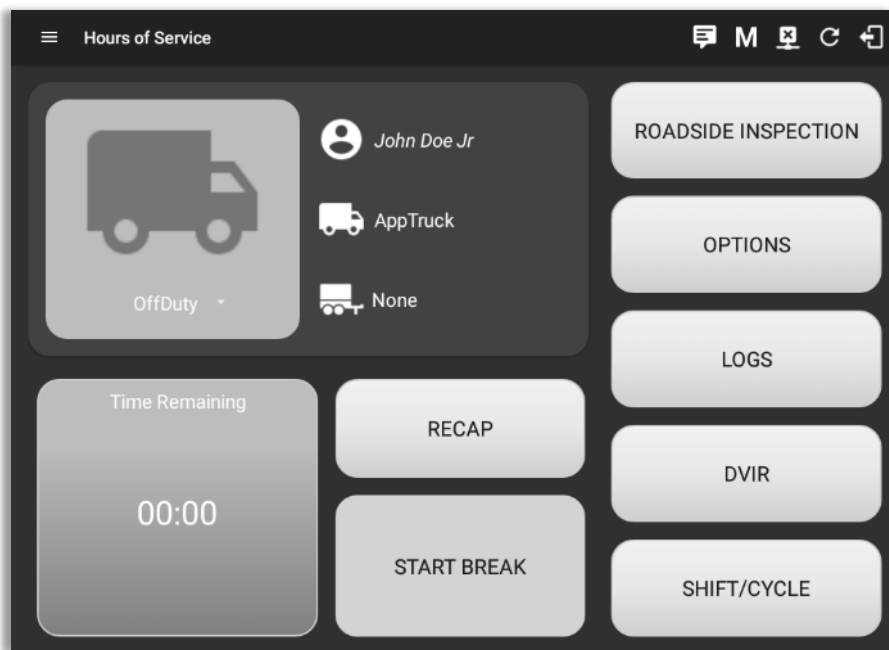 Hours of Service
M
John Doe Jr
AppTruck
None
OffDuty
Time Remaining
00:00
RECAP
START BREAK
ROADSIDE INSPECTION
OPTIONS
LOGS
DVIR
SHIFT/CYCLE